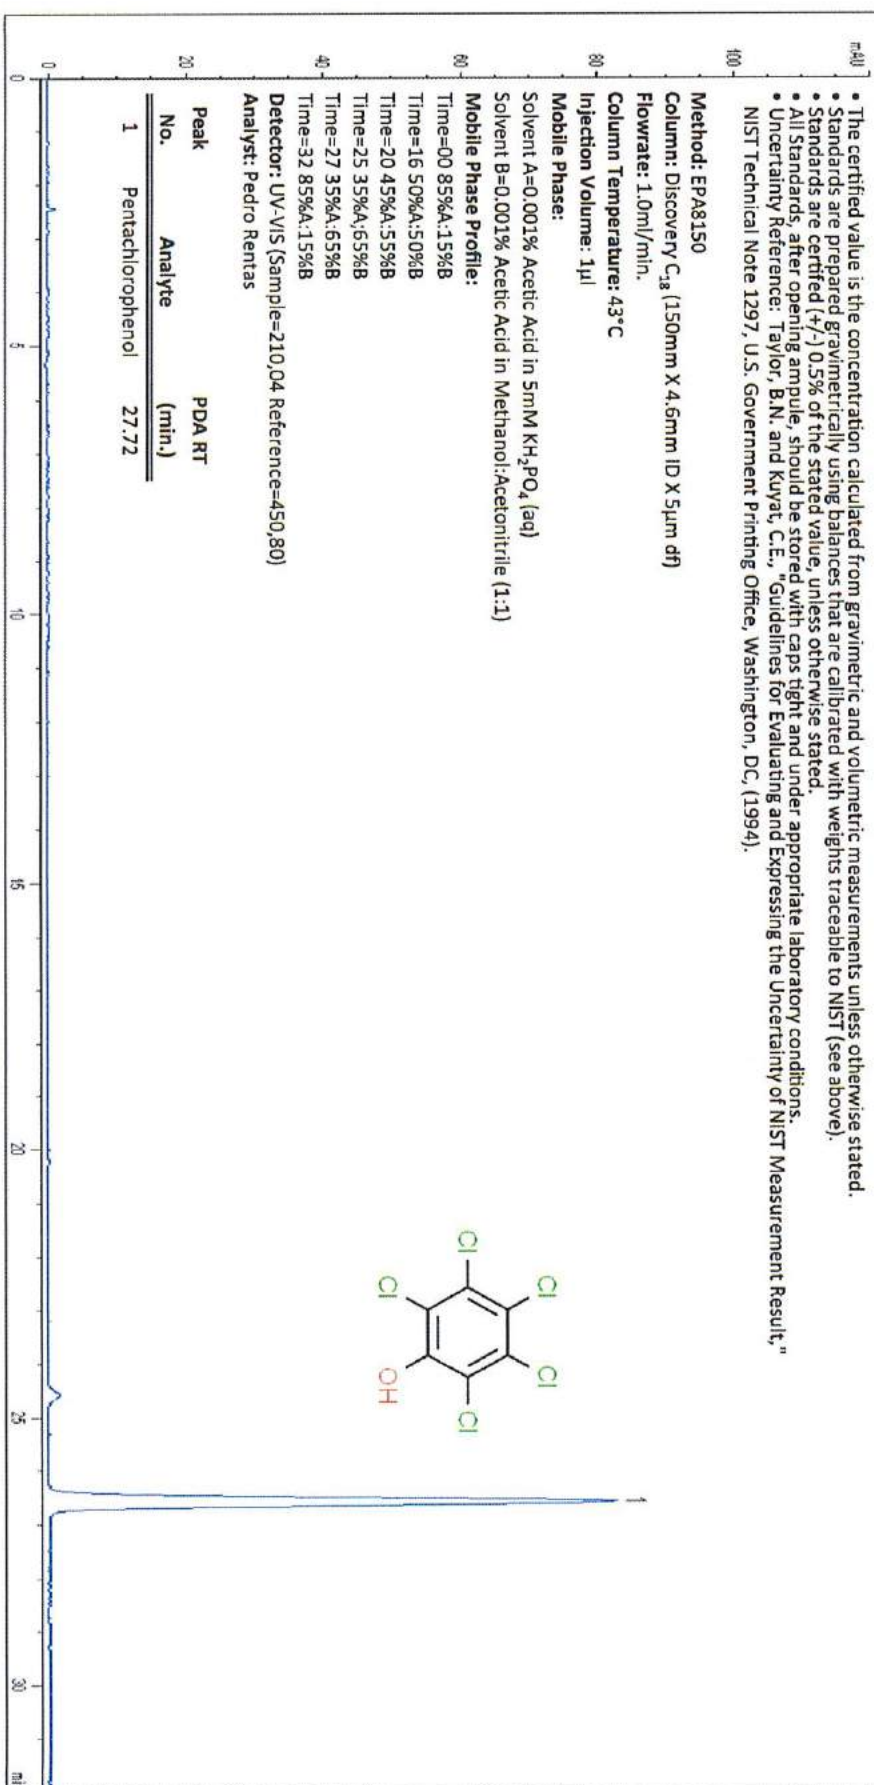 • The certified value is the concentration calculated from gravimetric and volumetric measurements unless otherwise stated.
• Standards are prepared gravimetrically using balances that are calibrated with weights traceable to NIST (see above).
• Standards are certifed (+/-) 0.5% of the stated value, unless otherwise stated.
• All Standards, after opening ampule, should be stored with caps tight and under appropriate laboratory conditions.
• Uncertainty Reference: Taylor, B.N. and Kuyat, C.E., "Guidelines for Evaluating and Expressing the Uncertainty of NIST Measurement Result,"
NIST Technical Note 1297, U.S. Government Printing Office, Washington, DC, (1994).
Method: EPA8150
Column: Discovery C₁₈ (150mm X 4.6mm ID X 5µm df)
Flowrate: 1.0ml/min.
Column Temperature: 43°C
Injection Volume: 1µl
Mobile Phase:
Solvent A=0.001% Acetic Acid in 5mM KH₂PO₄ (aq)
Solvent B=0.001% Acetic Acid in Methanol:Acetonitrile (1:1)
Mobile Phase Profile:
Time=00 85%A:15%B
Time=16 50%A:50%B
Time=20 45%A:55%B
Time=25 35%A;65%B
Time=27 35%A:65%B
Time=32 85%A:15%B
Detector: UV-VIS (Sample=210,04 Reference=450,80)
Analyst: Pedro Rentas
Peak PDA RT
No. Analyte (min.)
1 Pentachlorophenol 27.72
mAU
100
80
60
40
20
0
Cl
Cl
Cl
Cl
Cl
OH
1
0 5 10 15 20 25 30